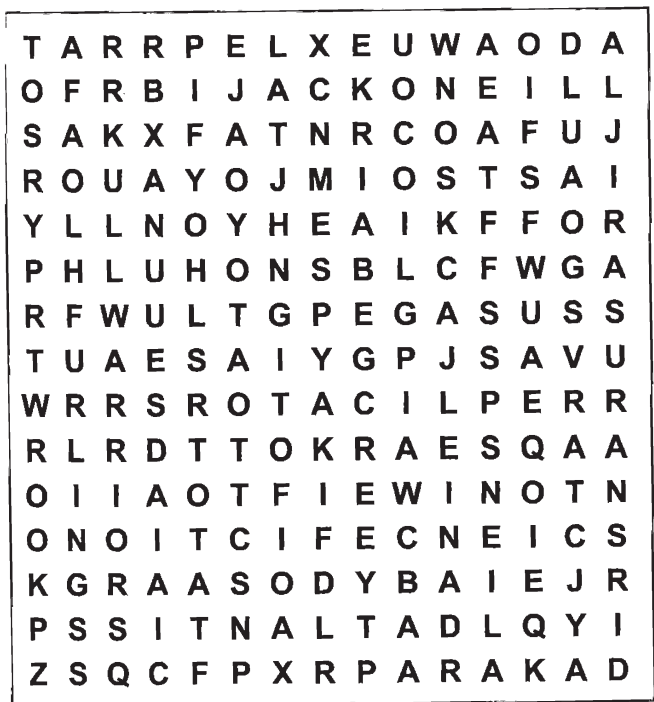 T A R R P E L X E U W A O D A
O F R B I J A C K O N E I L L
S A K X F A T N R C O A F U J
R O U A Y O J M I O S T S A I
Y L L N O Y H E A I K F F O R
P H L U H O N S B L C F W G A
R F W U L T G P E G A S U S S
T U A E S A I Y G P J S A V U
W R R S R O T A C I L P E R R
R L R D T T O K R A E S Q A A
O I I A O T F I E W I N O T N
O N O I T C I F E C N E I C S
K G R A A S O D Y B A I E J R
P S S I T N A L T A D L Q Y I
Z S Q C F P X R P A R A K A D